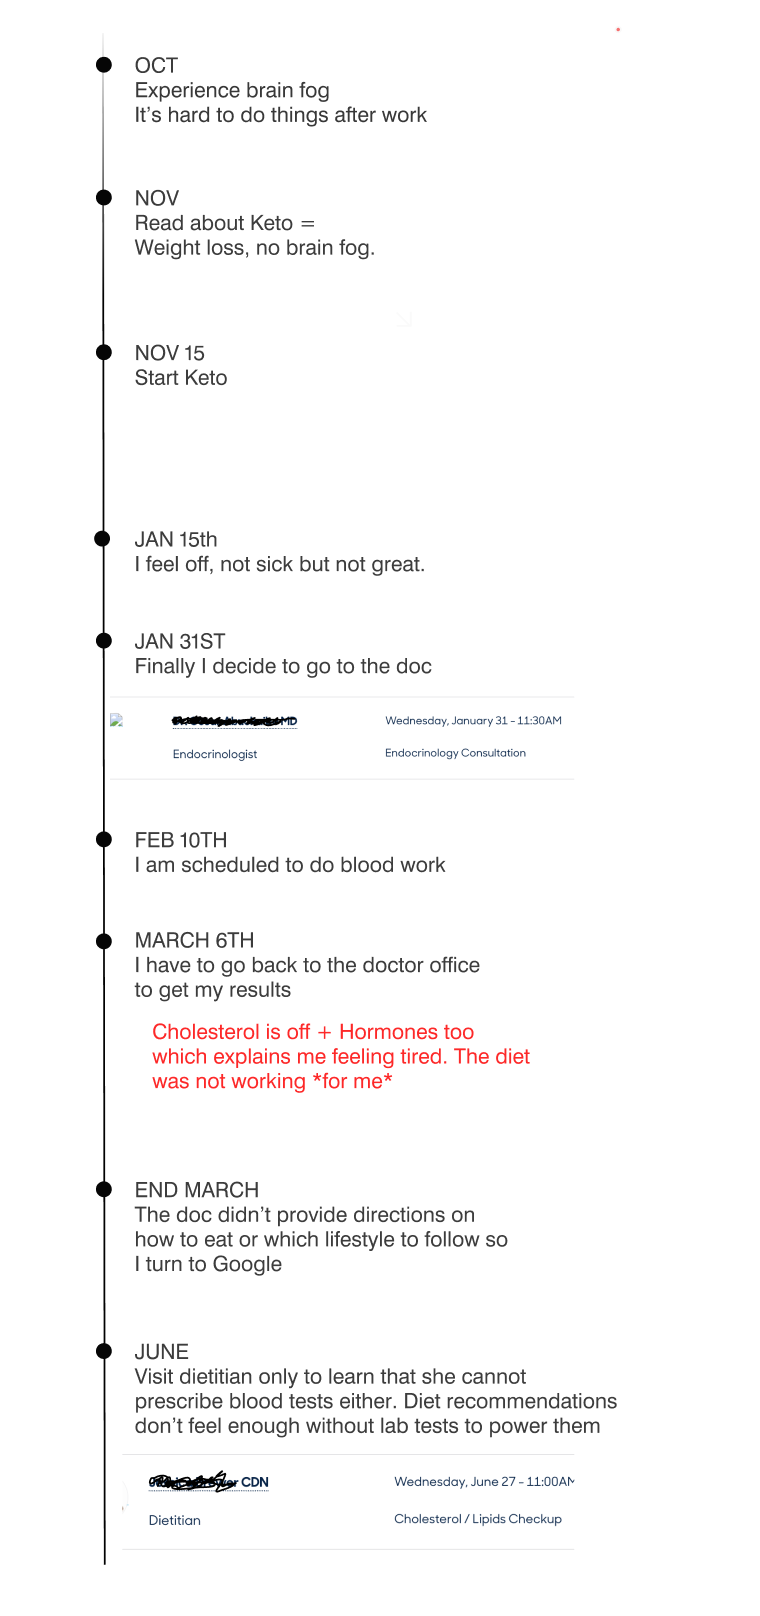 OCT
Experience brain fog
It’s hard to do things after work
NOV
Read about Keto =
Weight loss, no brain fog.
NOV 15
Start Keto
JAN 15th
I feel off, not sick but not great.
JAN 31ST
Finally I decide to go to the doc
MD
Wednesday, January 31 - 11:30AM
Endocrinologist
Endocrinology Consultation
FEB 10TH
I am scheduled to do blood work
MARCH 6TH
I have to go back to the doctor office
to get my results
Cholesterol is off + Hormones too
which explains me feeling tired. The diet
was not working *for me*
END MARCH
The doc didn’t provide directions on
how to eat or which lifestyle to follow so
I turn to Google
JUNE
Visit dietitian only to learn that she cannot
prescribe blood tests either. Diet recommendations
don’t feel enough without lab tests to power them
CDN
Wednesday, June 27 - 11:00AM
Dietitian
Cholesterol / Lipids Checkup